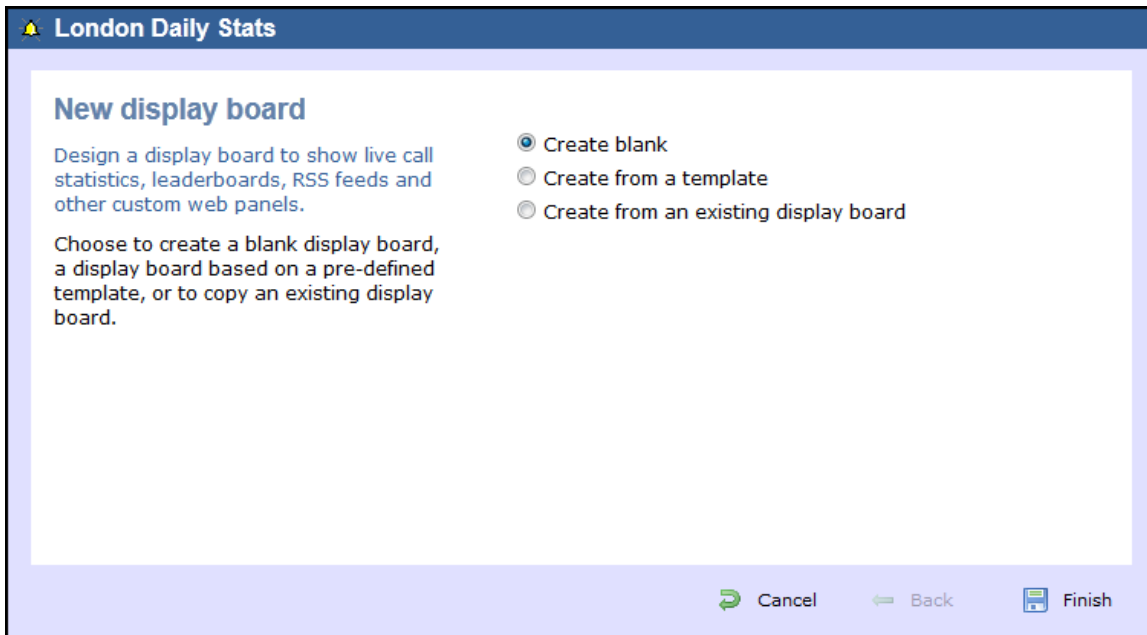 London Daily Stats
New display board
Design a display board to show live call
statistics, leaderboards, RSS feeds and
other custom web panels.
Choose to create a blank display board,
a display board based on a pre-defined
template, or to copy an existing display
board.
Create blank
Create from a template
Create from an existing display board
Cancel
Back
Finish